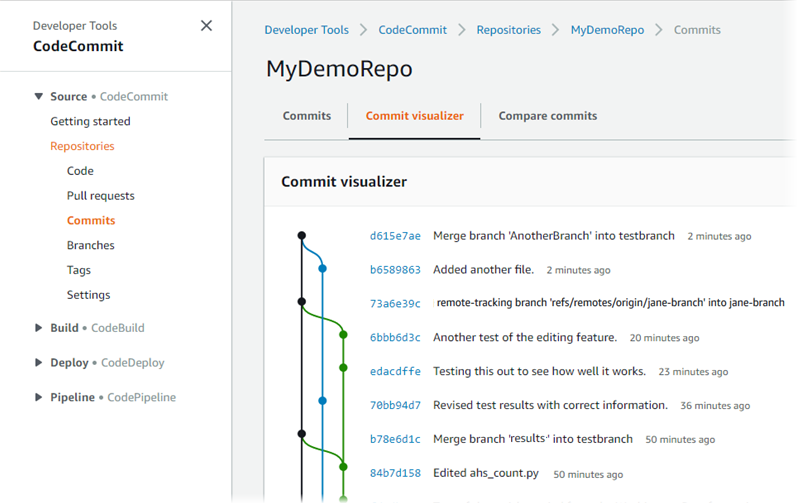 Developer Tools
CodeCommit
Source • CodeCommit
Getting started
Repositories
Code
Pull requests
Commits
Branches
Tags
Settings
Build • CodeBuild
Deploy • CodeDeploy
Pipeline • CodePipeline
Developer Tools > CodeCommit > Repositories > MyDemoRepo > Commits
MyDemoRepo
Commits Commit visualizer Compare commits
Commit visualizer
d615e7ae Merge branch 'AnotherBranch' into testbranch 2 minutes ago
b6589863 Added another file. 2 minutes ago
73a6e39c remote-tracking branch 'refs/remotes/origin/jane-branch' into jane-branch
6bbb6d3c Another test of the editing feature. 20 minutes ago
edacdffe Testing this out to see how well it works. 23 minutes ago
70bb94d7 Revised test results with correct information. 36 minutes ago
b78e6d1c Merge branch 'results' into testbranch 50 minutes ago
84b7d158 Edited ahs_count.py 50 minutes ago